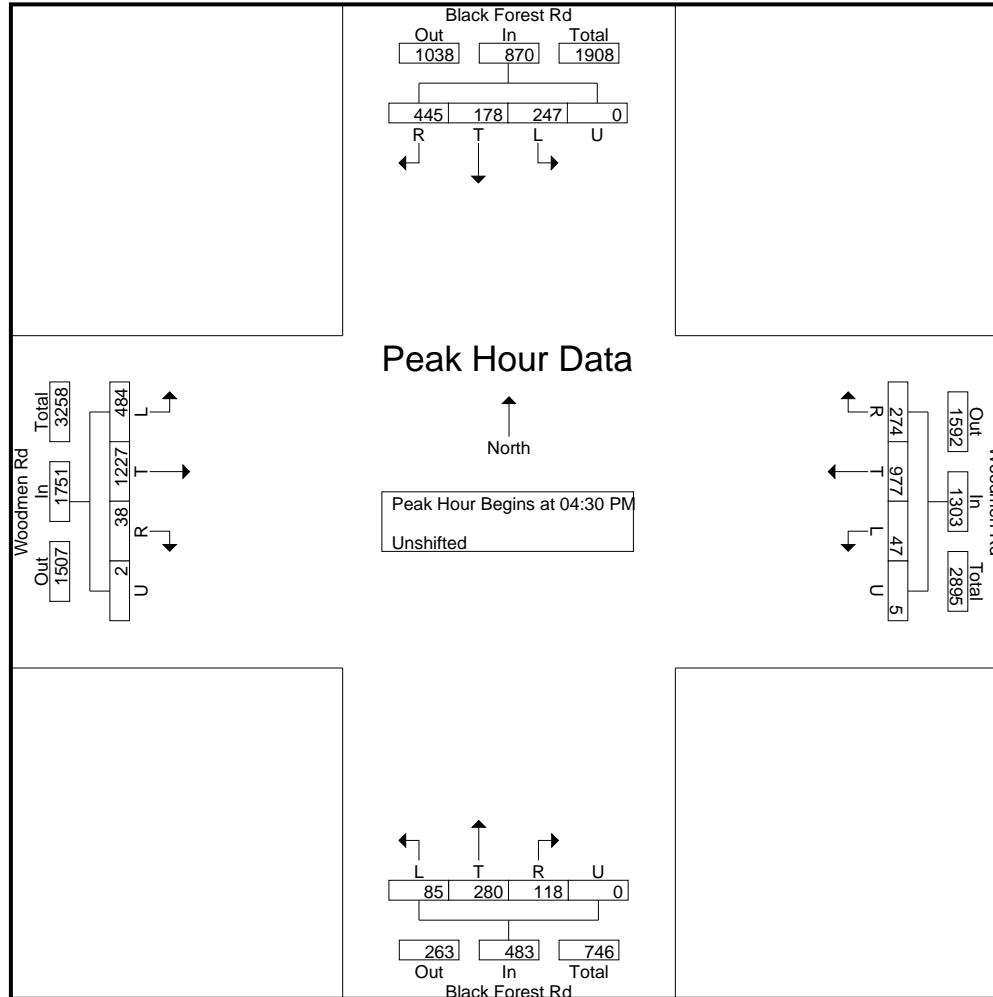 Black Forest Rd
Out In Total
1038 870 1908
445 178 247 0
R T L U
Peak Hour Data
North
Peak Hour Begins at 04:30 PM
Unshifted
Woodmen Rd
Total In Out
3258 1751 1507
484 1227 38 2
L T R U
R T L U
274 977 47 5
Out In Total
1592 1303 2895
Woodmen Rd
L T R U
85 280 118 0
263 483 746
Out In Total
Black Forest Rd